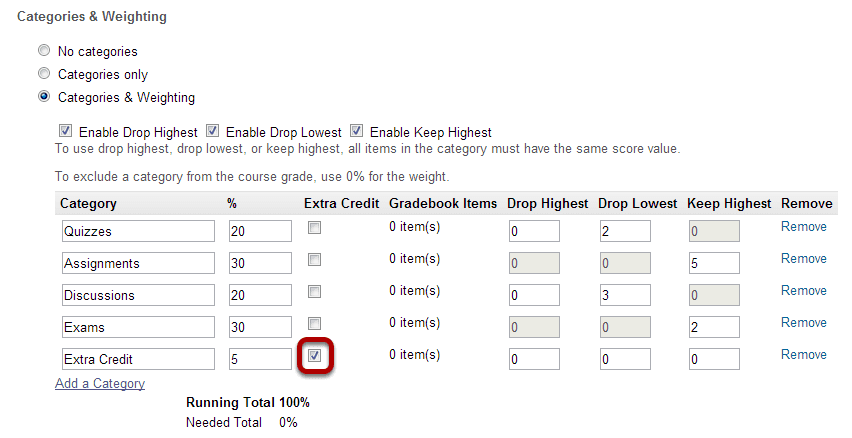 Categories & Weighting
No categories
Categories only
Categories & Weighting
Enable Drop Highest Enable Drop Lowest Enable Keep Highest
To use drop highest, drop lowest, or keep highest, all items in the category must have the same score value.
To exclude a category from the course grade, use 0% for the weight.
Category % Extra Credit Gradebook Items Drop Highest Drop Lowest Keep Highest Remove
Quizzes 20 0 item(s) 0 2 0 Remove
Assignments 30 0 item(s) 0 0 5 Remove
Discussions 20 0 item(s) 0 3 0 Remove
Exams 30 0 item(s) 0 0 2 Remove
Extra Credit 5 0 item(s) 0 0 0 Remove
Add a Category
Running Total 100%
Needed Total 0%